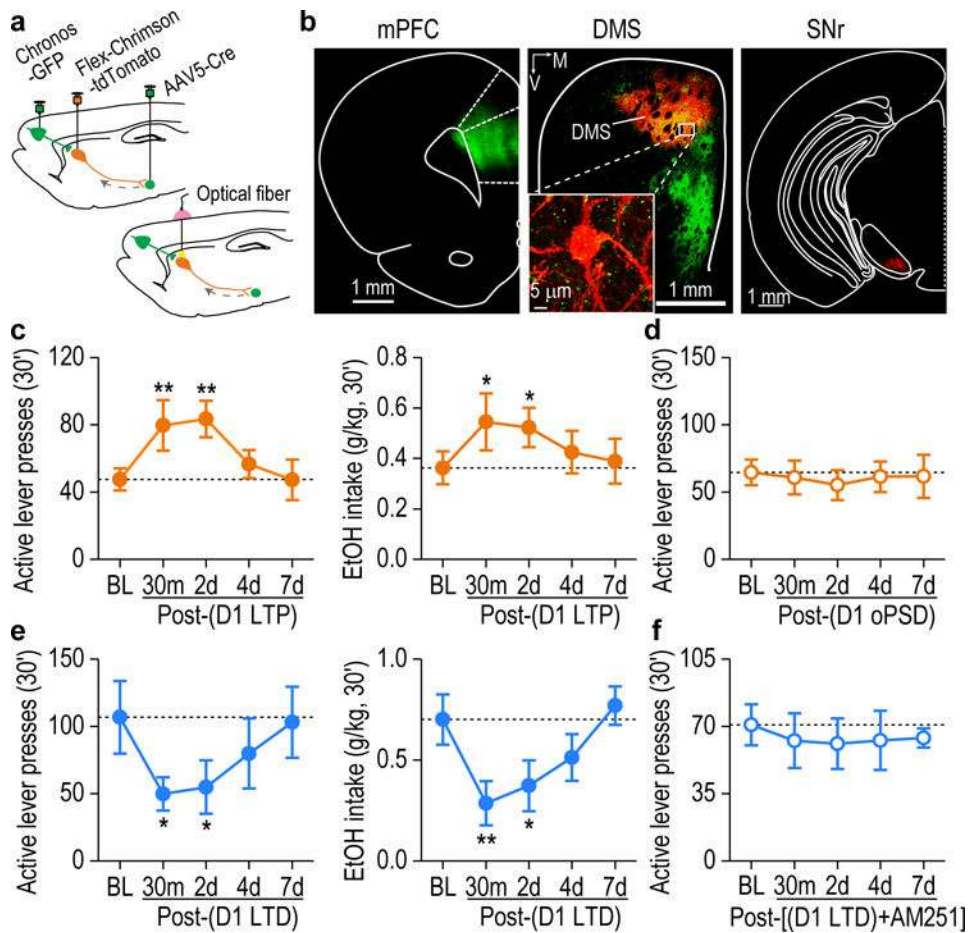 a
Chronos
-GFP
Flex-Chrimson
-tdTomato
AAV5-Cre
Optical fiber
b
mPFC
DMS
SNr
M
V
DMS
1 mm
5 μm
1 mm
1 mm
c
Active lever presses (30')
120
80
40
0
BL 30m 2d 4d 7d
Post-(D1 LTP)
** **
EtOH intake (g/kg, 30')
0.8
0.6
0.4
0.2
0.0
BL 30m 2d 4d 7d
Post-(D1 LTP)
* *
d
Active lever presses (30')
150
100
50
0
BL 30m 2d 4d 7d
Post-(D1 oPSD)
e
Active lever presses (30')
150
100
50
0
BL 30m 2d 4d 7d
Post-(D1 LTD)
* *
EtOH intake (g/kg, 30')
1.0
0.5
0.0
BL 30m 2d 4d 7d
Post-(D1 LTD)
** *
f
Active lever presses (30')
105
70
35
0
BL 30m 2d 4d 7d
Post-[(D1 LTD)+AM251]